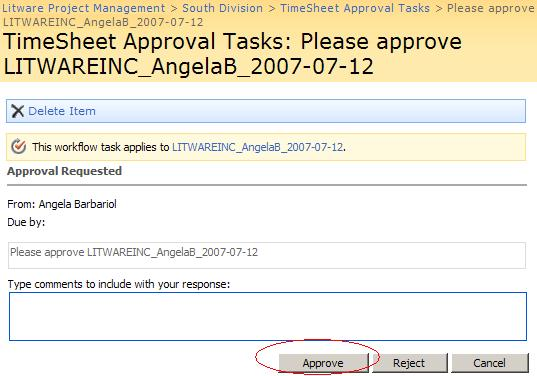 Litware Project Management > South Division > TimeSheet Approval Tasks > Please approve
LITWAREINC_AngelaB_2007-07-12
TimeSheet Approval Tasks: Please approve
LITWAREINC_AngelaB_2007-07-12
Delete Item
This workflow task applies to LITWAREINC_AngelaB_2007-07-12.
Approval Requested
From: Angela Barbariol
Due by:
Please approve LITWAREINC_AngelaB_2007-07-12
Type comments to include with your response:
Approve Reject Cancel